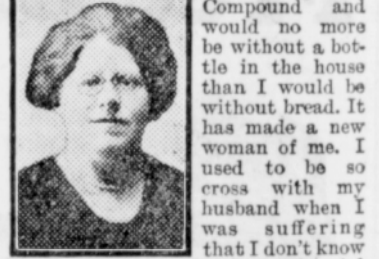 Compound and
would no more
be without a bot-
tle in the house
than I would be
without bread. It
has made a new
woman of me. I
used to be so
cross with my
husband when I
was suffering
that I don't know